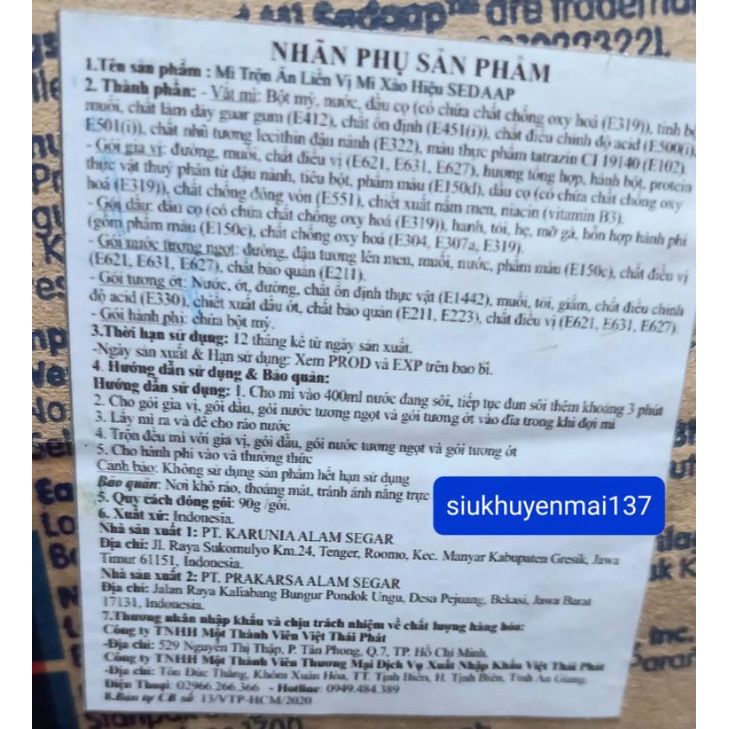 NHÃN PHỤ SẢN PHẨM
1.Tên sản phẩm : Mì Trộn Ăn Liền Vị Mì Xào Hiệu SEDAAP
2. Thành phần: - Vắt mì: Bột mỳ, nước, dầu cọ (có chứa chất chống oxy hoá (E319)), tinh
muối, chất làm dày guar gum (E412), chất ổn định (E451(i)), chất điều chỉnh độ acid (E500(i),
E501(i)), chất nhũ tương lecithin đậu nành (E322), màu thực phẩm tatrazin CI 19140 (E102).
- Gói gia vị: đường, muối, chất điều vị (E621, E631, E627), hương tổng hợp, hành bột, protein
thực vật thuỷ phân từ đậu nành, tiêu bột, phẩm màu (E150d), dầu cọ (có chứa chất chống oxy
hoá (E319)), chất chống đông vón (E551), chiết xuất nấm men, niacin (vitamin B3).
- Gói dầu: dầu cọ (có chứa chất chống oxy hoá (E319)), hành, tỏi, hẹ, mỡ gà, hỗn hợp hành phi
(gồm phẩm màu (E150c), chất chống oxy hoá (E304, E307a, E319).
- Gói nước tương ngọt: đường, đậu tương lên men, muối, nước, phẩm màu (E150c), chất điều vị
(E621, E631, E627), chất bảo quản (E211).
- Gói tương ớt: Nước, ớt, đường, chất ổn định thực vật (E1442), muối, tỏi, giấm, chất điều chỉnh
độ acid (E330), chiết xuất dầu ớt, chất bảo quản (E211, E223), chất điều vị (E621, E631, E627).
- Gói hành phi: chứa bột mỳ.
3.Thời hạn sử dụng: 12 tháng kể từ ngày sản xuất.
-Ngày sản xuất & Hạn sử dụng: Xem PROD và EXP trên bao bì.
4. Hướng dẫn sử dụng & Bảo quản:
Hướng dẫn sử dụng: 1. Cho mì vào 400ml nước đang sôi, tiếp tục đun sôi thêm khoảng 3 phút
2. Cho gói gia vị, gói dầu, gói nước tương ngọt và gói tương ớt vào đĩa trong khi đợi mì
3. Lấy mì ra và để cho ráo nước
4. Trộn đều mì với gia vị, gói dầu, gói nước tương ngọt và gói tương ớt
5. Cho hành phi vào và thưởng thức
Cảnh báo: Không sử dụng sản phẩm hết hạn sử dụng
Bảo quản: Nơi khô ráo, thoáng mát, tránh ánh nắng trực
siukhuyenmai137
5. Quy cách đóng gói: 90g /gói.
6. Xuất xứ: Indonesia.
Nhà sản xuất 1: PT. KARUNIA ALAM SEGAR
Địa chỉ: Jl. Raya Sukomulyo Km.24, Tenger, Roomo, Kec. Manyar Kabupaten Gresik, Jawa
Timur 61151, Indonesia.
Nhà sản xuất 2: PT. PRAKARSA ALAM SEGAR
Địa chỉ: Jalan Raya Kaliabang Bungur Pondok Ungu, Desa Pejuang, Bekasi, Jawa Barat
17131, Indonesia.
7.Thương nhân nhập khẩu và chịu trách nhiệm về chất lượng hàng hóa:
Công ty TNHH Một Thành Viên Việt Thái Phát
-Địa chỉ: 529 Nguyễn Thị Thập, P. Tân Phong, Q.7, TP. Hồ Chí Minh.
Công ty TNHH Một Thành Viên Thương Mại Dịch Vụ Xuất Nhập Khẩu Việt Thái Phát
-Địa chỉ: Tôn Đức Thắng, Khóm Xuân Hòa, TT. Tịnh Biên, H. Tịnh Biên, Tỉnh An Giang.
Điện Thoại: 02966.266.366 - Hotline: 0949.484.389
8.Bản tự CB số: 13/VTP-HCM/2020